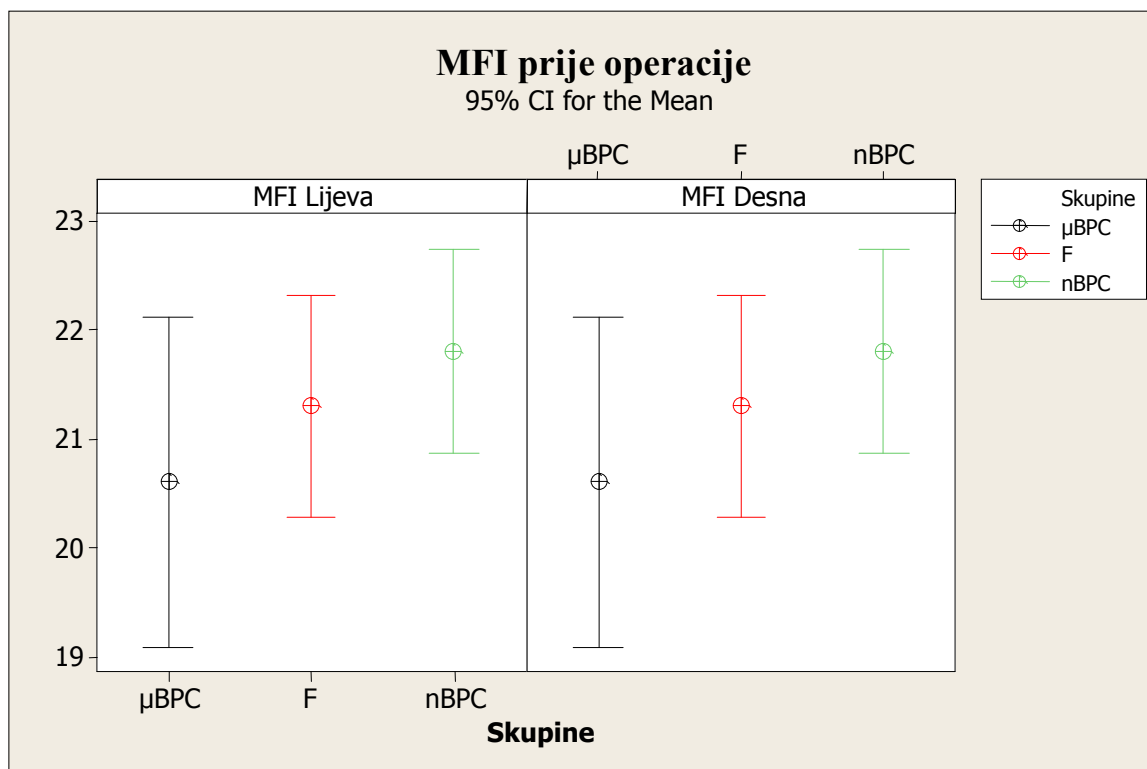 MFI prije operacije
95% CI for the Mean
µBPC F nBPC
MFI Lijeva MFI Desna
Skupine
µBPC
F
nBPC
23
22
21
20
19
µBPC F nBPC
Skupine